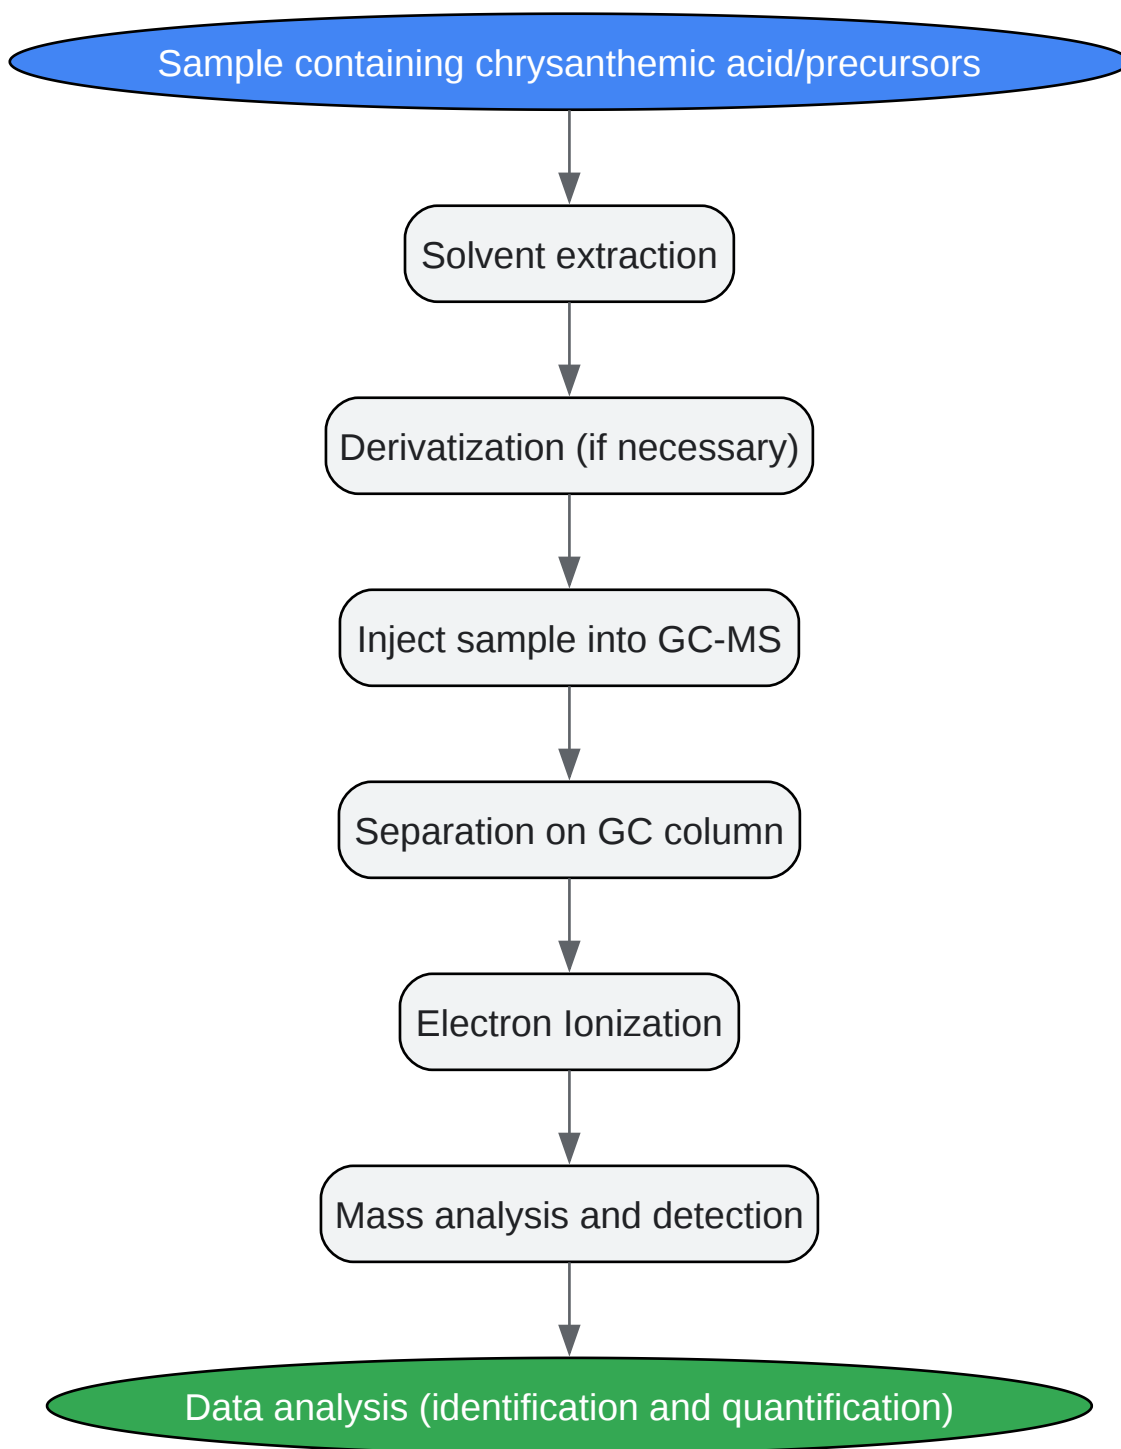 Sample containing chrysanthemic acid/precursors
Solvent extraction
Derivatization (if necessary)
Inject sample into GC-MS
Separation on GC column
Electron Ionization
Mass analysis and detection
Data analysis (identification and quantification)